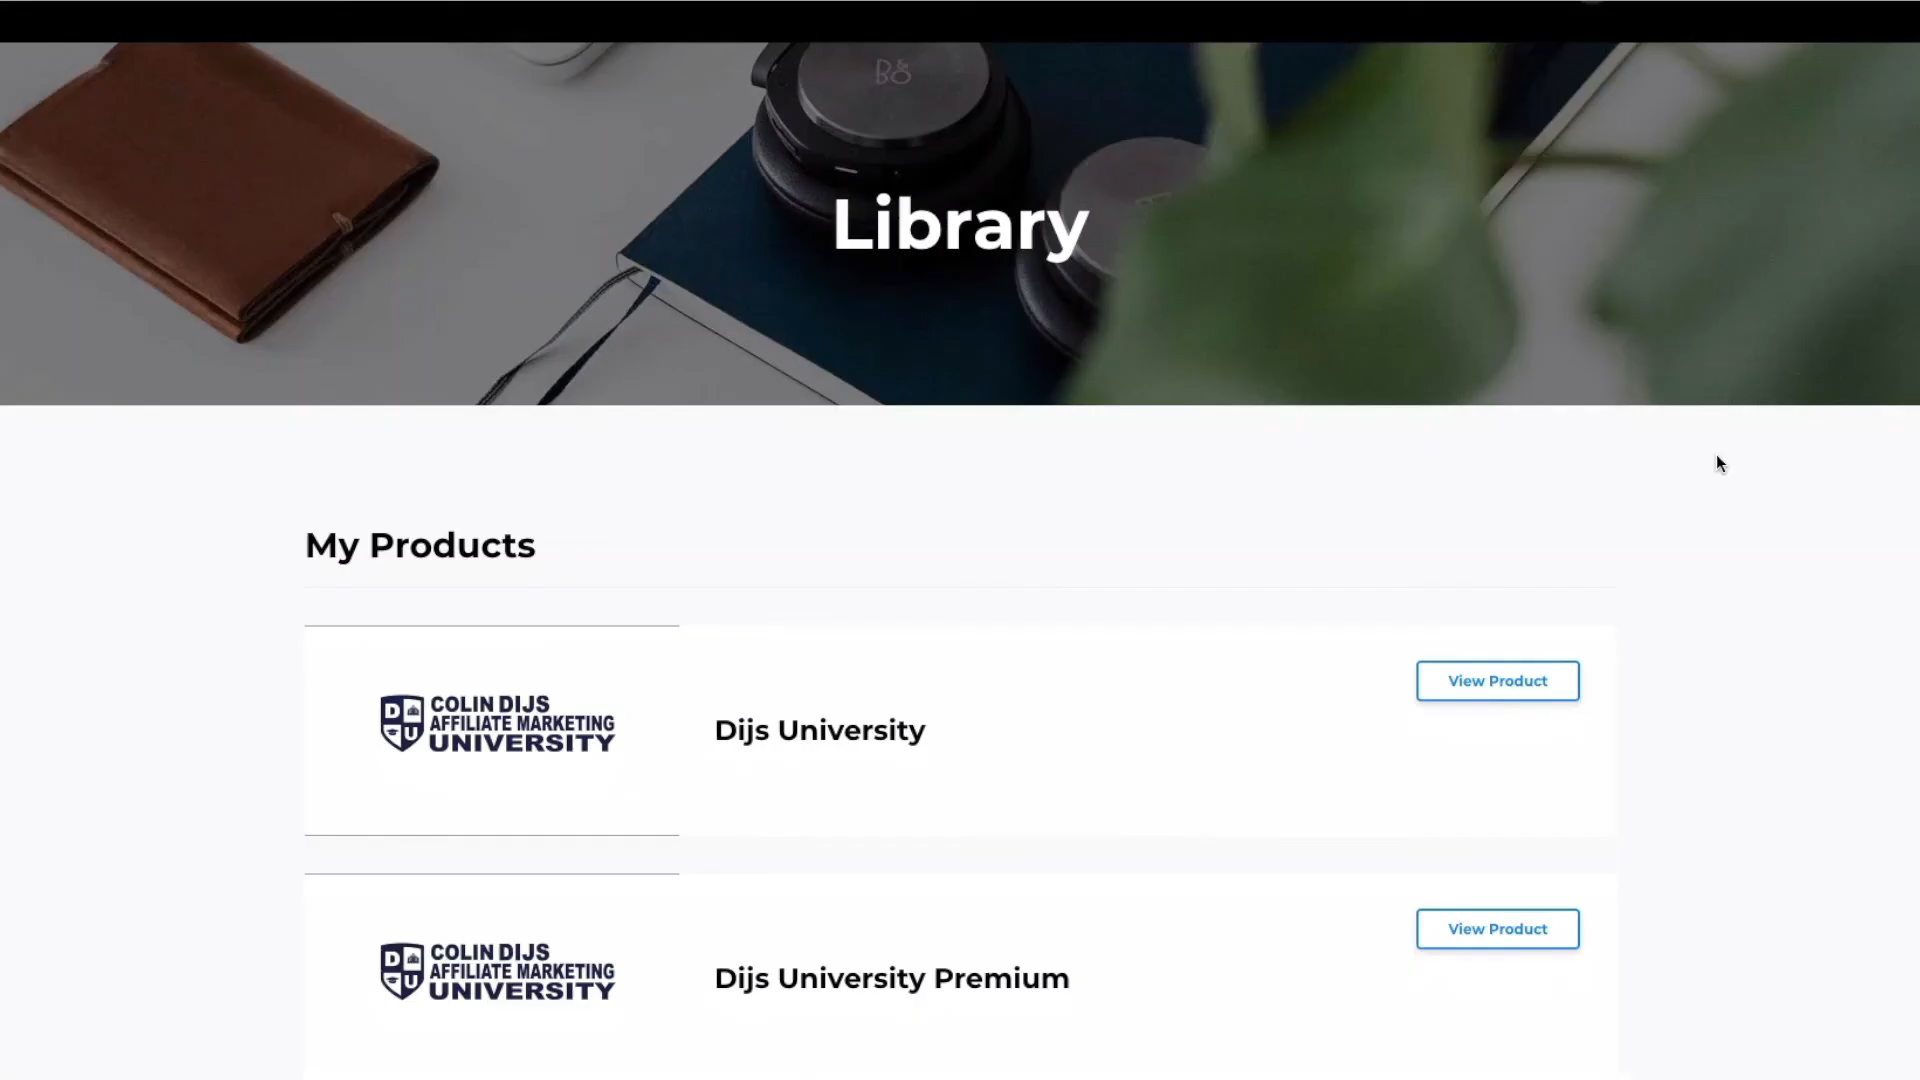 B&O
Library
My Products
COLIN DIJS
AFFILIATE MARKETING
UNIVERSITY
D
U
Dijs University
View Product
COLIN DIJS
AFFILIATE MARKETING
UNIVERSITY
D
U
Dijs University Premium
View Product